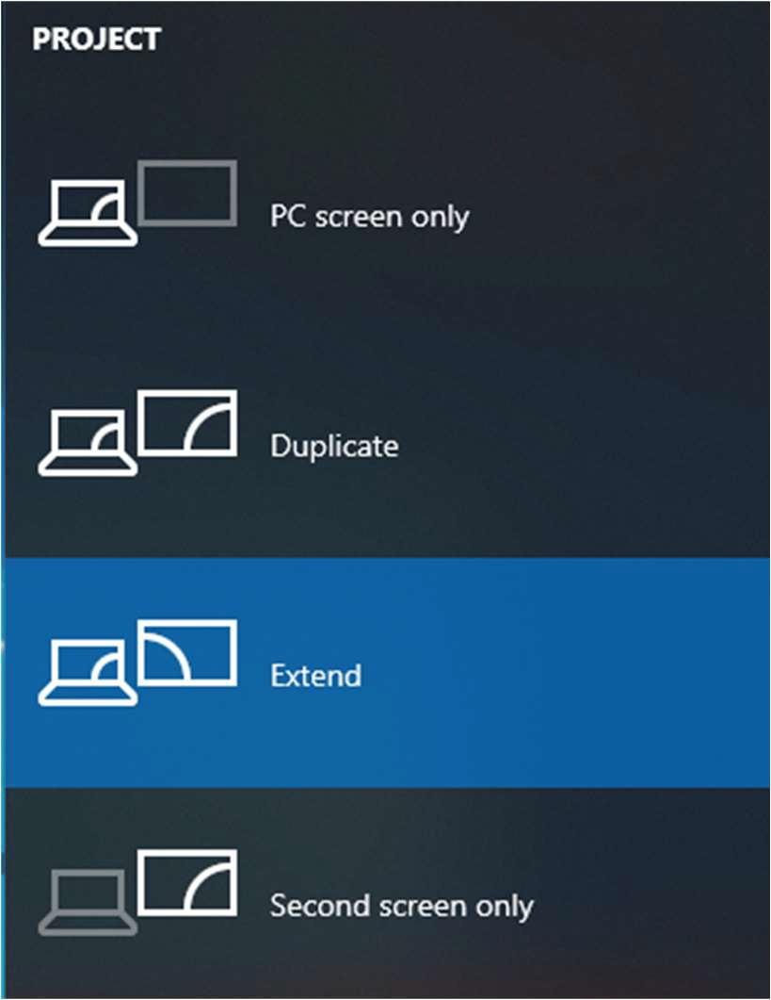 PROJECT
PC screen only
Duplicate
Extend
Second screen only